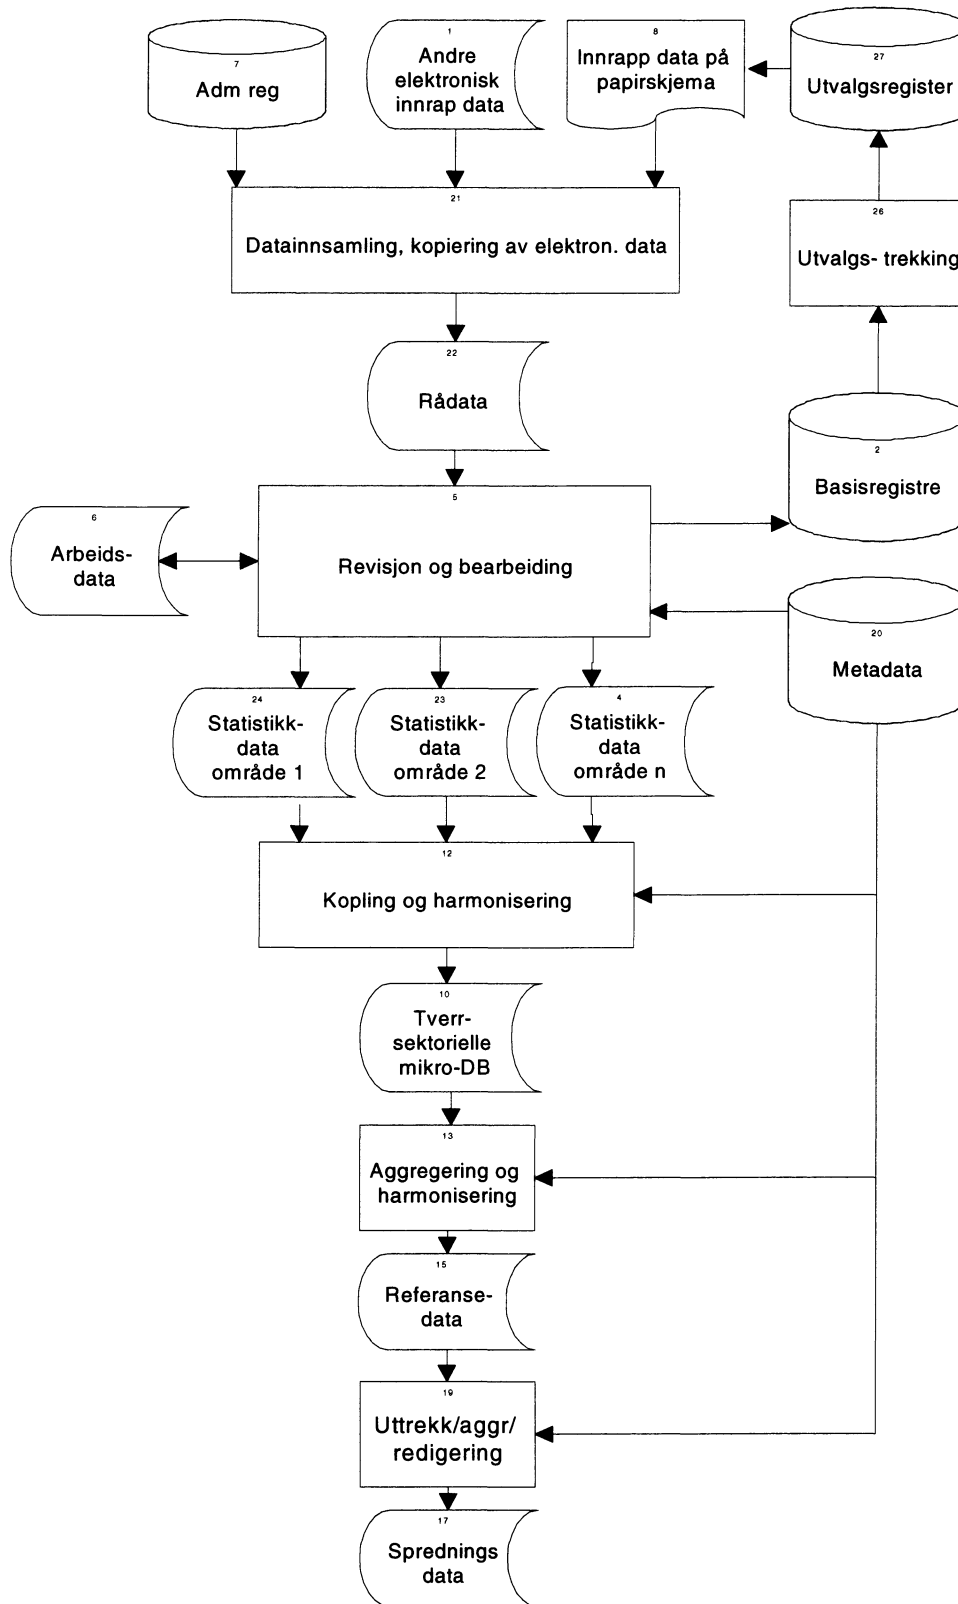 7
Adm reg
1
Andre
elektronisk
innrap data
8
Innrapp data på
papirskjema
27
Utvalgsregister
21
Datainnsamling, kopiering av elektron. data
26
Utvalgs- trekking
22
Rådata
2
Basisregistre
5
Revisjon og bearbeiding
6
Arbeids-
data
20
Metadata
24
Statistikk-
data
område 1
23
Statistikk-
data
område 2
4
Statistikk-
data
område n
12
Kopling og harmonisering
10
Tverr-
sektorielle
mikro-DB
13
Aggregering og
harmonisering
15
Referanse-
data
19
Uttrekk/aggr/
redigering
17
Sprednings
data